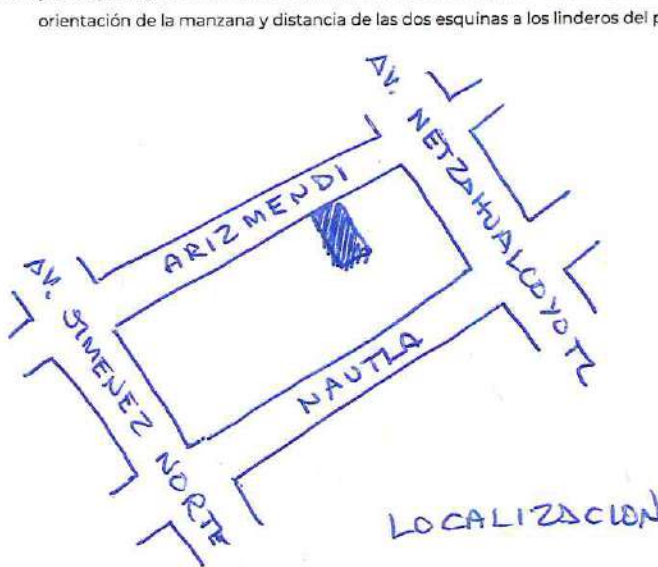 orientación de la manzana y distancia de las dos esquinas a los linderos del p
AV. NETZAHUALCOYOTL
ARIZMENDI
AV. JIMENEZ NORTE
NAUTLA
LOCALIZACION